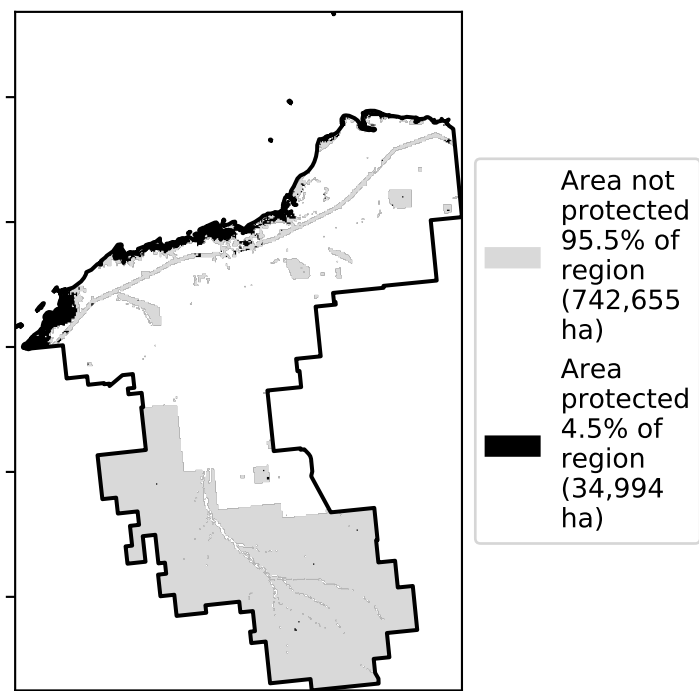 Area not
protected
95.5% of
region
(742,655
ha)
Area
protected
4.5% of
region
(34,994
ha)